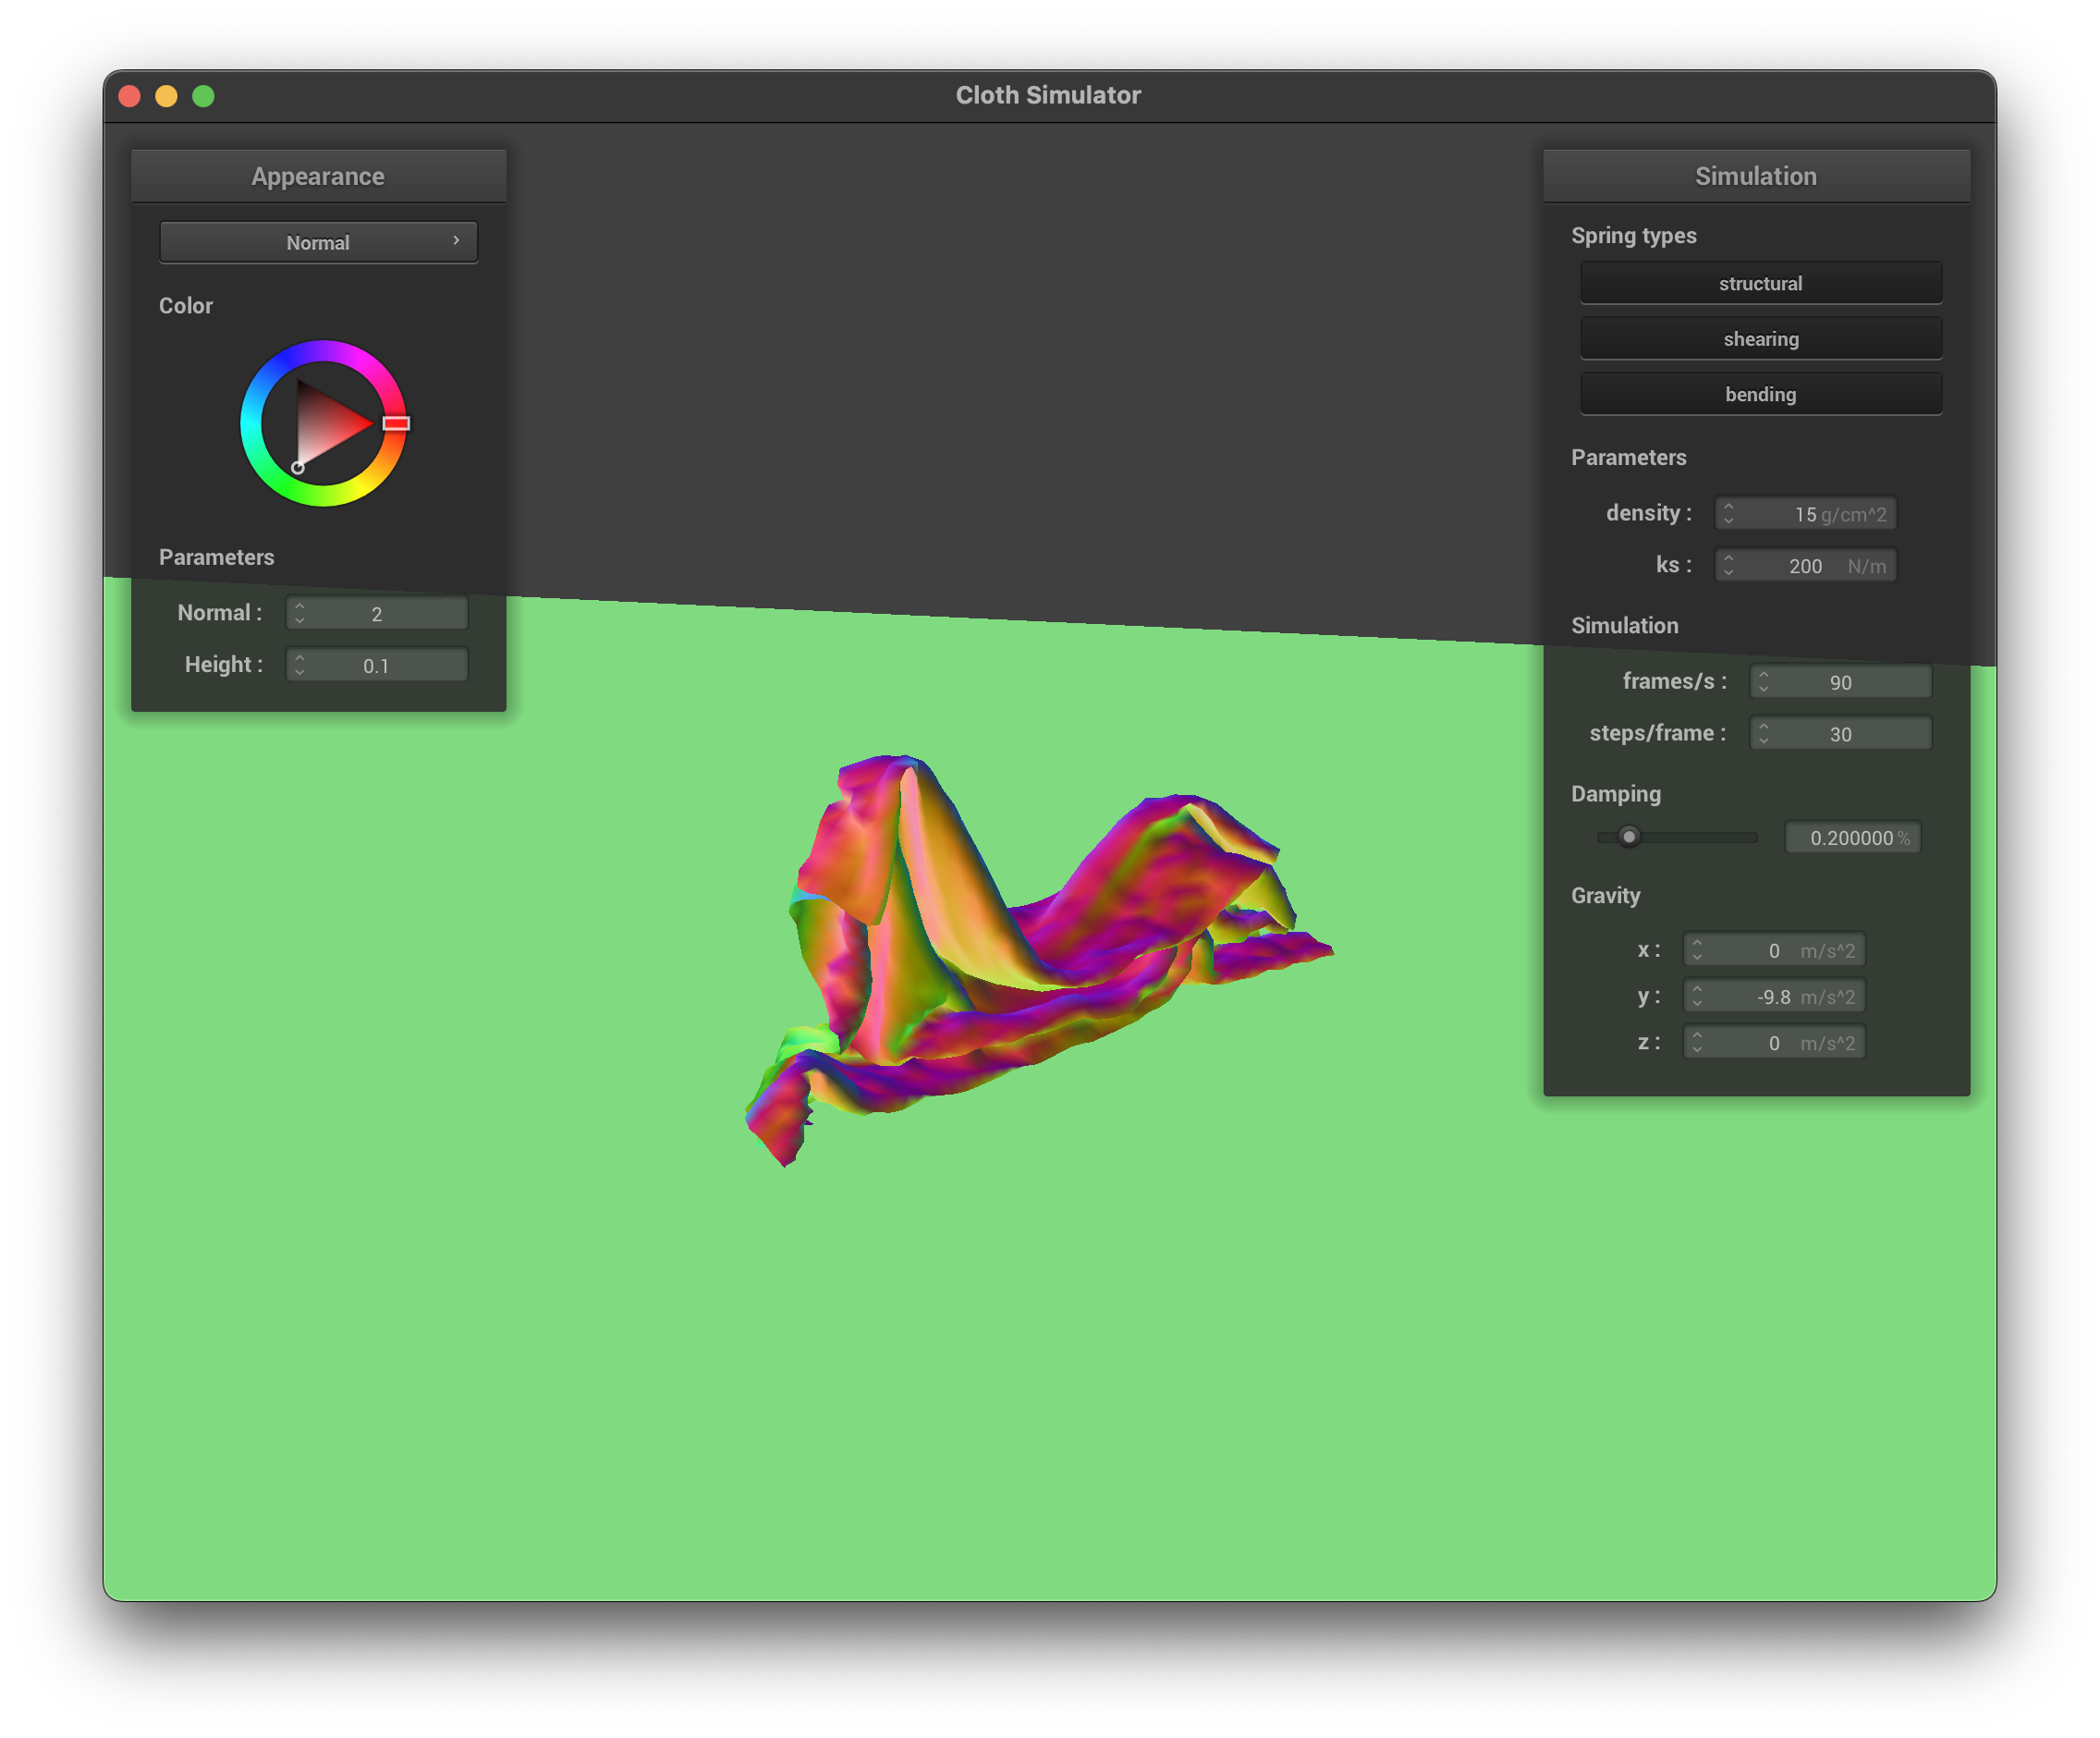 Cloth Simulator
Appearance
Normal
Color
Parameters
Normal : 2
Height : 0.1
Simulation
Spring types
structural
shearing
bending
Parameters
density : 15 g/cm^2
ks : 200 N/m
Simulation
frames/s : 90
steps/frame : 30
Damping
0.200000 %
Gravity
x : 0 m/s^2
y : -9.8 m/s^2
z : 0 m/s^2